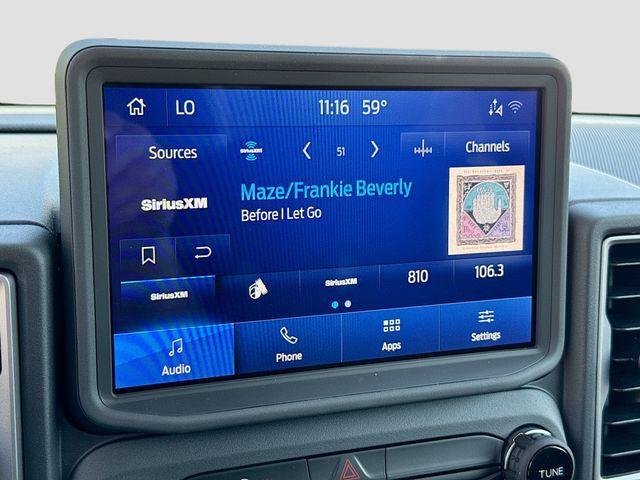 LO 11:16 59°
Sources SiriusXM 51 Channels
SiriusXM
Maze/Frankie Beverly
Before I Let Go
SiriusXM SiriusXM 810 106.3
Audio Phone Apps Settings
TUNE